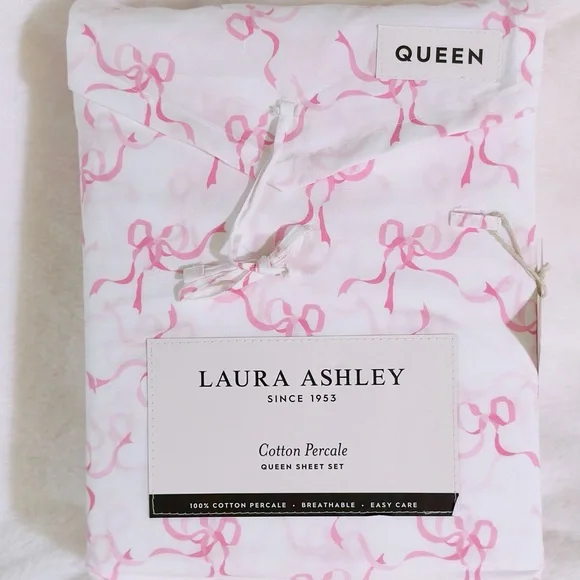 QUEEN
LAURA ASHLEY
SINCE 1953
Cotton Percale
QUEEN SHEET SET
100% COTTON PERCALE • BREATHABLE • EASY CARE